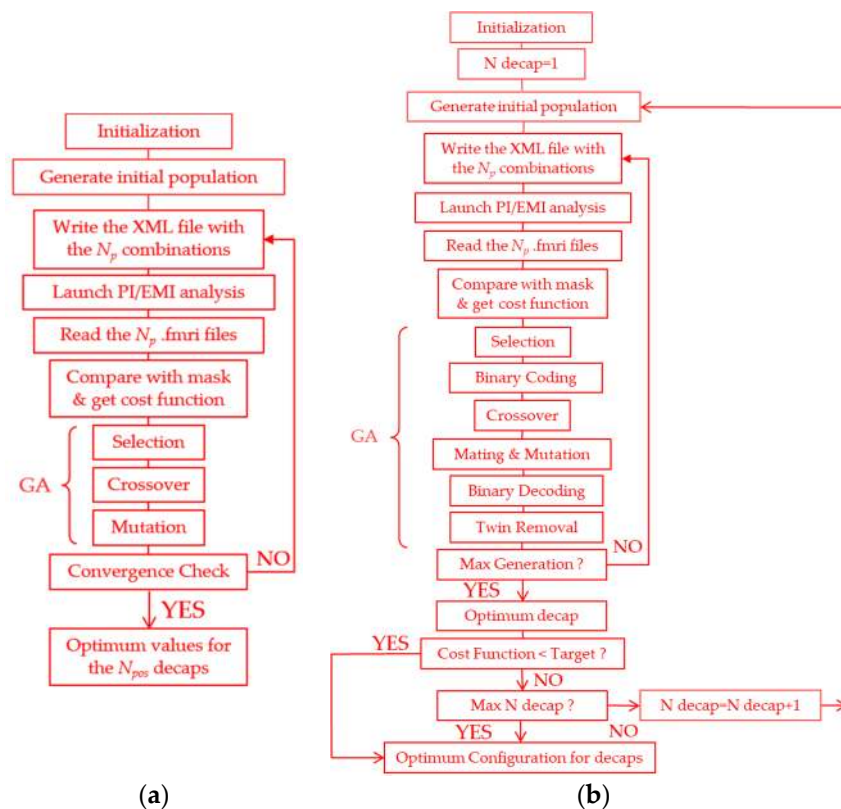 Initialization
Generate initial population
Write the XML file with
the Np combinations
Launch PI/EMI analysis
Read the Np .fmri files
Compare with mask
& get cost function
GA
Selection
Crossover
Mutation
Convergence Check
NO
YES
Optimum values for
the Npos decaps
(a)
Initialization
N decap=1
Generate initial population
Write the XML file with
the Np combinations
Launch PI/EMI analysis
Read the Np .fmri files
Compare with mask
& get cost function
GA
Selection
Binary Coding
Crossover
Mating & Mutation
Binary Decoding
Twin Removal
Max Generation ?
NO
YES
Optimum decap
Cost Function < Target ?
YES
NO
Max N decap ?
N decap=N decap+1
YES
NO
Optimum Configuration for decaps
(b)